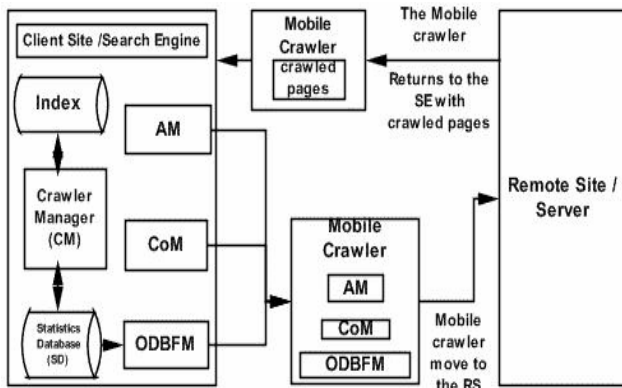 Client Site /Search Engine
Index
Crawler
Manager
(CM)
Statistics
Database
(SD)
AM
CoM
ODBFM
Mobile
Crawler
crawled
pages
The Mobile
crawler
Returns to the
SE with
crawled pages
Mobile
Crawler
AM
CoM
ODBFM
Mobile
crawler
move to
the RS
Remote Site /
Server